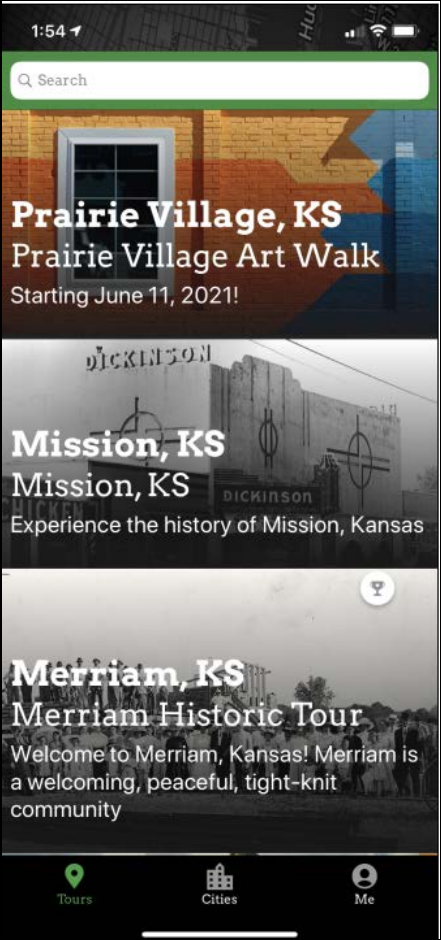 1:54
Search
Prairie Village, KS
Prairie Village Art Walk
Starting June 11, 2021!
DICKINSON
DICKINSON
CHICKEN
Mission, KS
Mission, KS
Experience the history of Mission, Kansas
Merriam, KS
Merriam Historic Tour
Welcome to Merriam, Kansas! Merriam is
a welcoming, peaceful, tight-knit
community
Tours
Cities
Me